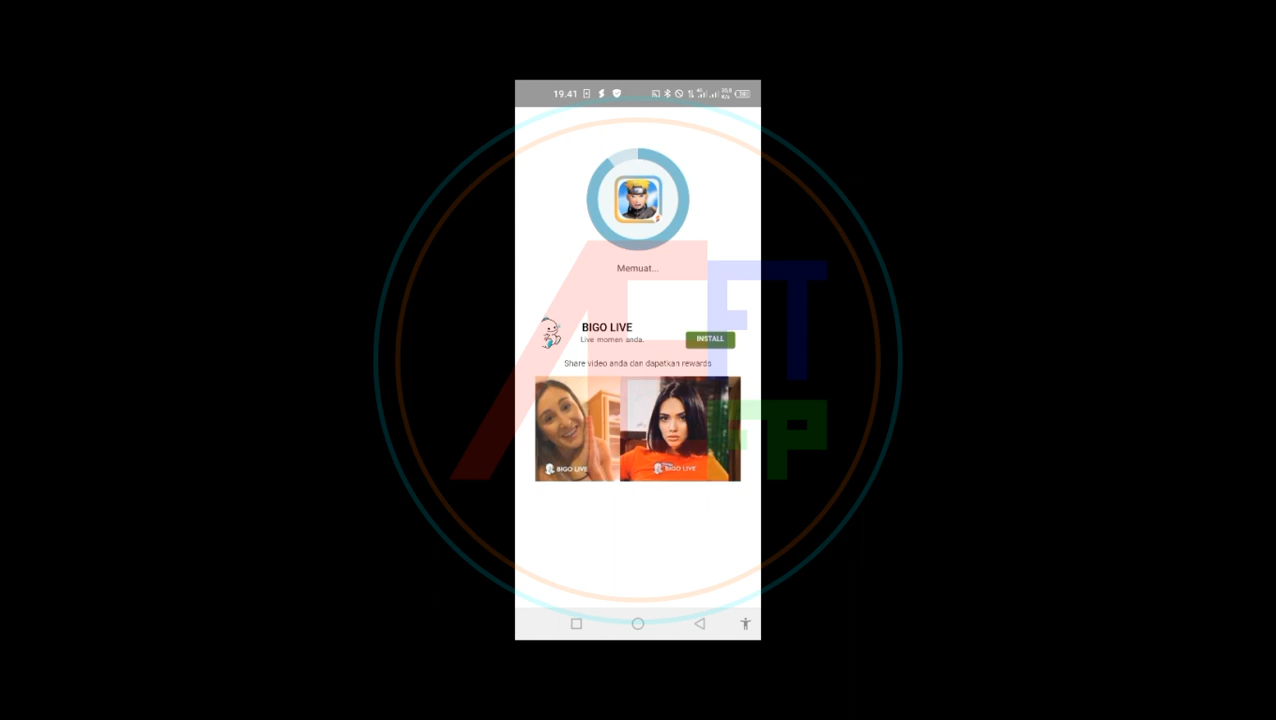 19.41
Memuat...
BIGO LIVE
Live momen anda.
INSTALL
Share video anda dan dapatkan rewards
BIGO LIVE
BIGO LIVE